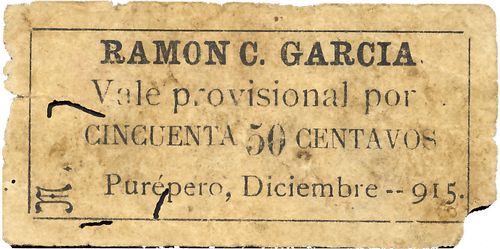 RAMON C. GARCIA.
Vale provisional por
CINCUENTA 50 CENTAVOS
Purépero, Diciembre -- 915.
M.